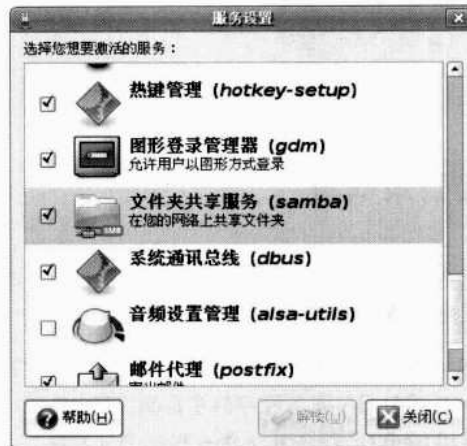 服务设置
选择您想要激活的服务：
热键管理 (hotkey-setup)
图形登录管理器 (gdm)
允许用户以图形方式登录
文件夹共享服务 (samba)
在您的网络上共享文件夹
SMB
系统通讯总线 (dbus)
音频设置管理 (alsa-utils)
邮件代理 (postfix)
帮助(H)
解锁(U)
关闭(C)